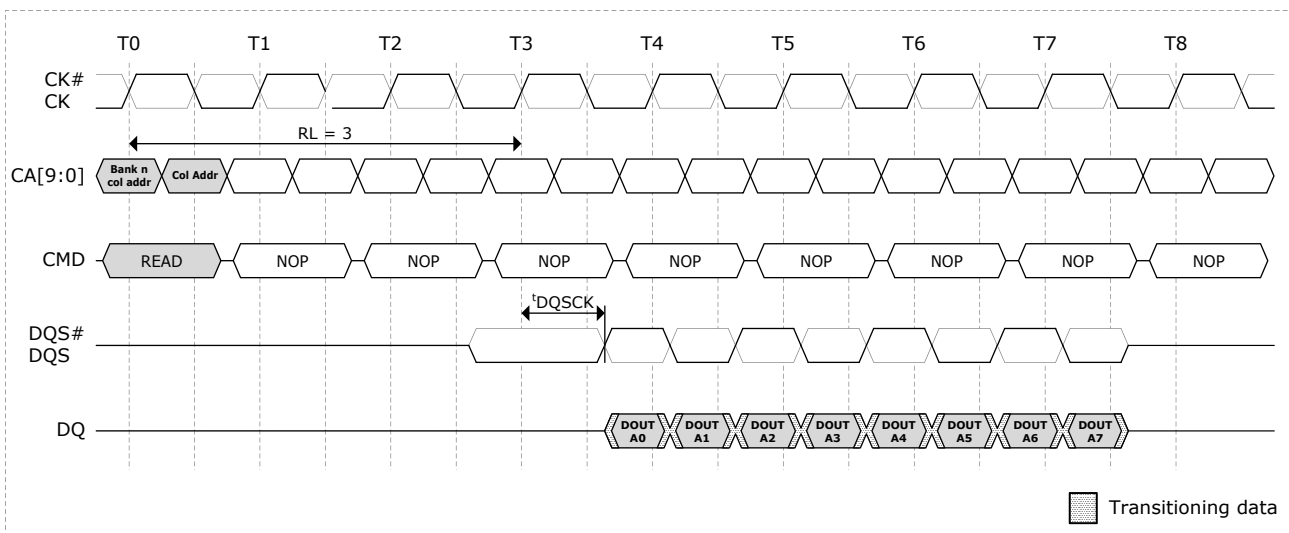 T0 T1 T2 T3 T4 T5 T6 T7 T8
CK#
CK
RL = 3
CA[9:0] Bank n col addr Col Addr
CMD READ NOP NOP NOP NOP NOP NOP NOP NOP
tDQSCK
DQS#
DQS
DQ DOUT A0 DOUT A1 DOUT A2 DOUT A3 DOUT A4 DOUT A5 DOUT A6 DOUT A7
Transitioning data